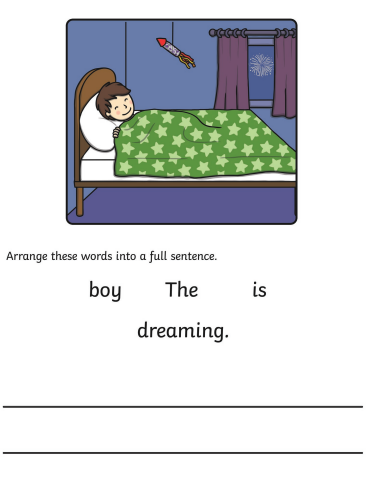 Arrange these words into a full sentence.
boy The is
dreaming.